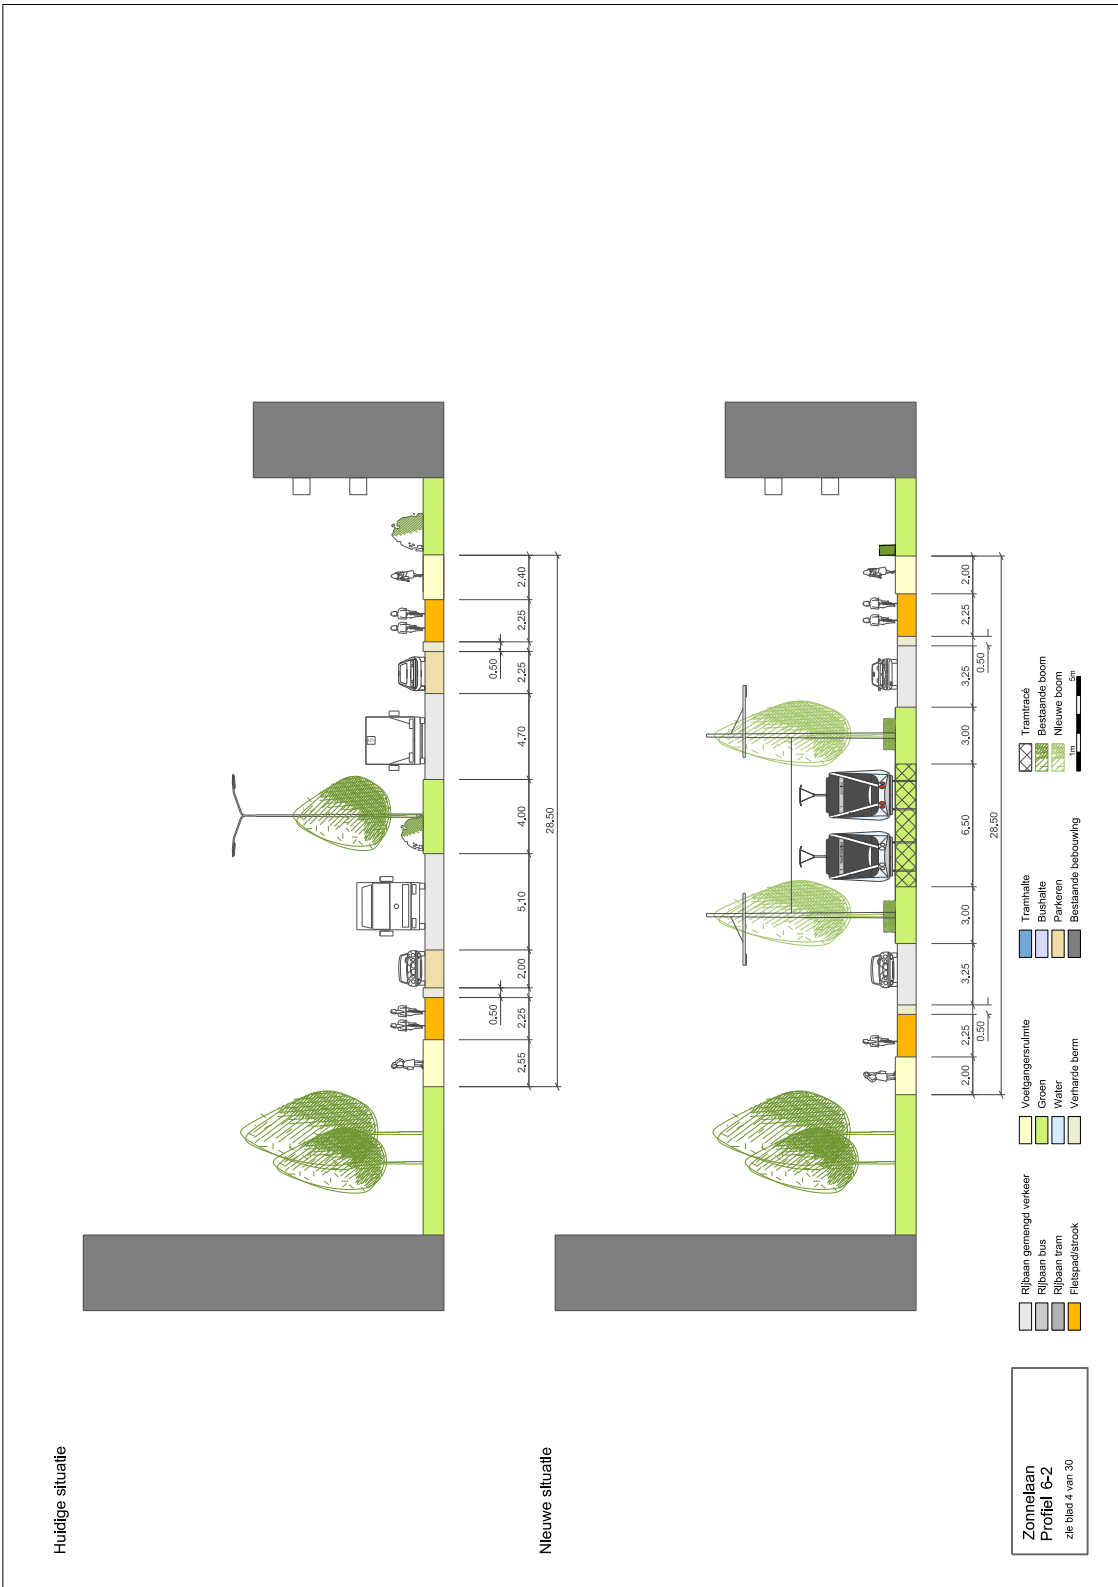 Huidige situatie
2.55
2.25
0.50
2.00
5.10
4.00
4.70
2.25
0.50
2.25
2.40
28.50
Nieuwe situatie
2.00
2.25
0.50
3.25
3.00
6.50
3.00
3.25
0.50
2.25
2.00
28.50
Zonnelaan
Profiel 6-2
zie blad 4 van 30
Rijbaan gemengd verkeer
Rijbaan bus
Rijbaan tram
Fietspad/strook
Voetgangersruimte
Groen
Water
Verharde berm
Tramhalte
Bushalte
Parkeren
Bestaande bebouwing
Tramtracé
Bestaande boom
Nieuwe boom
1m
5m